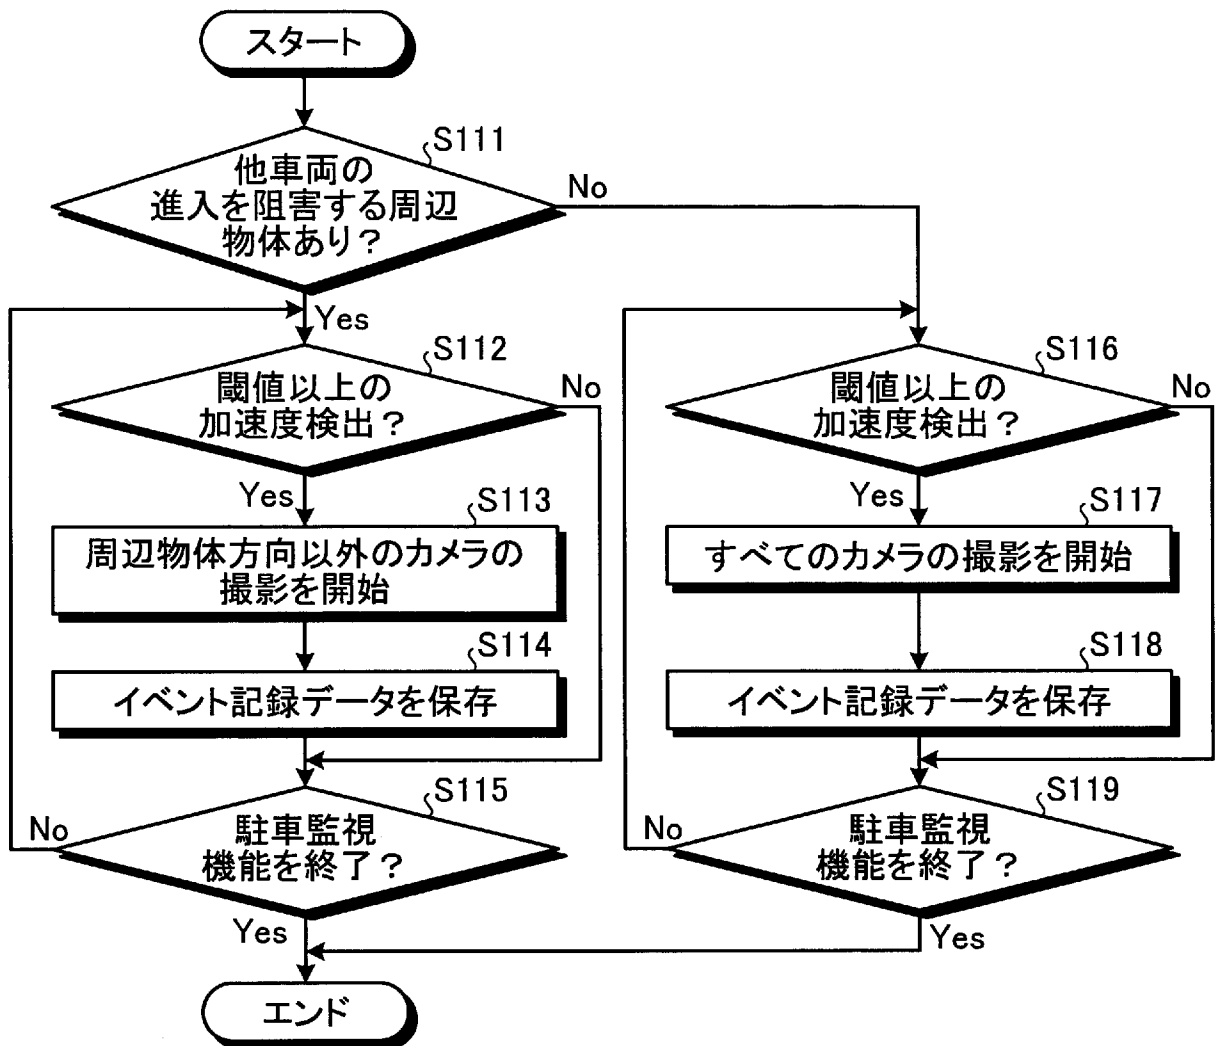 スタート
S111
他車両の
進入を阻害する周辺
物体あり？
No
Yes
S112
閾値以上の
加速度検出？
No
Yes
S113
周辺物体方向以外のカメラの
撮影を開始
S114
イベント記録データを保存
S115
駐車監視
機能を終了？
No
Yes
S116
閾値以上の
加速度検出？
No
Yes
S117
すべてのカメラの撮影を開始
S118
イベント記録データを保存
S119
駐車監視
機能を終了？
No
Yes
エンド